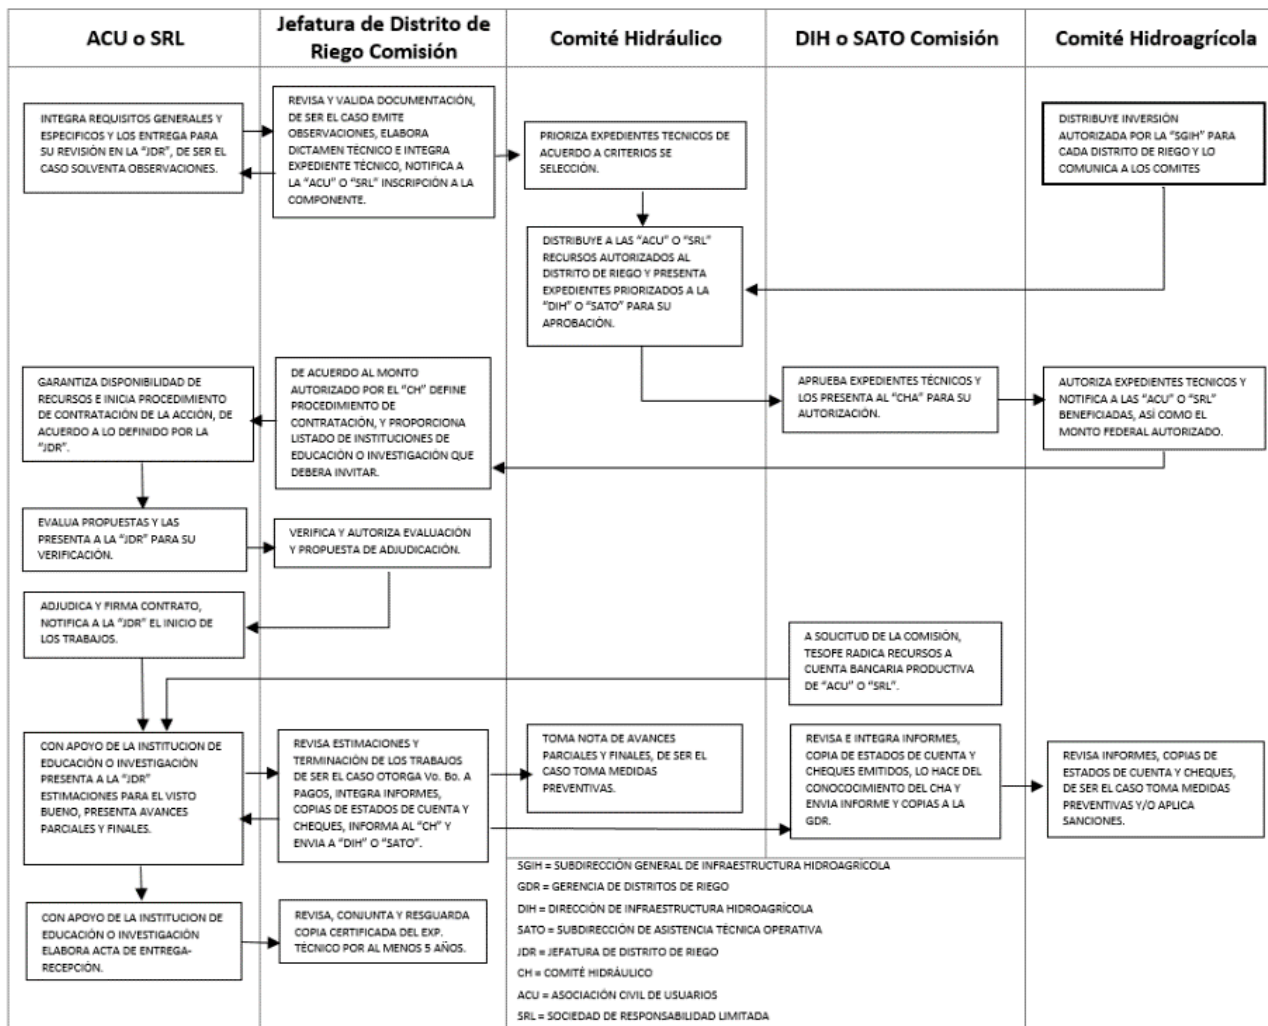 ACU o SRL
Jefatura de Distrito de
Riego Comisión
Comité Hidráulico
DIH o SATO Comisión
Comité Hidroagrícola
INTEGRA REQUISITOS GENERALES Y
ESPECIFICOS Y LOS ENTREGA PARA
SU REVISIÓN EN LA "JDR", DE SER EL
CASO SOLVENTA OBSERVACIONES.
REVISA Y VALIDA DOCUMENTACIÓN,
DE SER EL CASO EMITE
OBSERVACIONES, ELABORA
DICTAMEN TÉCNICO E INTEGRA
EXPEDIENTE TÉCNICO, NOTIFICA A
LA "ACU" O "SRL" INSCRIPCIÓN A LA
COMPONENTE.
PRIORIZA EXPEDIENTES TECNICOS DE
ACUERDO A CRITERIOS SE
SELECCIÓN.
DISTRIBUYE INVERSIÓN
AUTORIZADA POR LA "SGIH" PARA
CADA DISTRITO DE RIEGO Y LO
COMUNICA A LOS COMITES
DISTRIBUYE A LAS "ACU" O "SRL"
RECURSOS AUTORIZADOS AL
DISTRITO DE RIEGO Y PRESENTA
EXPEDIENTES PRIORIZADOS A LA
"DIH" O "SATO" PARA SU
APROBACIÓN.
GARANTIZA DISPONIBILIDAD DE
RECURSOS E INICIA PROCEDIMIENTO
DE CONTRATACIÓN DE LA ACCIÓN, DE
ACUERDO A LO DEFINIDO POR LA
"JDR".
DE ACUERDO AL MONTO
AUTORIZADO POR EL "CH" DEFINE
PROCEDIMIENTO DE
CONTRATACIÓN, Y PROPORCIONA
LISTADO DE INSTITUCIONES DE
EDUCACIÓN O INVESTIGACIÓN QUE
DEBERA INVITAR.
APRUEBA EXPEDIENTES TÉCNICOS Y
LOS PRESENTA AL "CHA" PARA SU
AUTORIZACIÓN.
AUTORIZA EXPEDIENTES TECNICOS Y
NOTIFICA A LAS "ACU" O "SRL"
BENEFICIADAS, ASÍ COMO EL
MONTO FEDERAL AUTORIZADO.
EVALUA PROPUESTAS Y LAS
PRESENTA A LA "JDR" PARA SU
VERIFICACIÓN.
VERIFICA Y AUTORIZA EVALUACIÓN
Y PROPUESTA DE ADJUDICACIÓN.
ADJUDICA Y FIRMA CONTRATO,
NOTIFICA A LA "JDR" EL INICIO DE
LOS TRABAJOS.
A SOLICITUD DE LA COMISIÓN,
TESOFE RADICA RECURSOS A
CUENTA BANCARIA PRODUCTIVA
DE "ACU" O "SRL".
CON APOYO DE LA INSTITUCION DE
EDUCACIÓN O INVESTIGACIÓN
PRESENTA A LA "JDR"
ESTIMACIONES PARA EL VISTO
BUENO, PRESENTA AVANCES
PARCIALES Y FINALES.
REVISA ESTIMACIONES Y
TERMINACIÓN DE LOS TRABAJOS
DE SER EL CASO OTORGA Vo. Bo. A
PAGOS, INTEGRA INFORMES,
COPIAS DE ESTADOS DE CUENTA Y
CHEQUES, INFORMA AL "CH" Y
ENVIA A "DIH" O "SATO".
TOMA NOTA DE AVANCES
PARCIALES Y FINALES, DE SER EL
CASO TOMA MEDIDAS
PREVENTIVAS.
REVISA E INTEGRA INFORMES,
COPIA DE ESTADOS DE CUENTA Y
CHEQUES EMITIDOS, LO HACE DEL
CONOCOCIMIENTO DEL CHA Y
ENVIA INFORME Y COPIAS A LA
GDR.
REVISA INFORMES, COPIAS DE
ESTADOS DE CUENTA Y CHEQUES,
DE SER EL CASO TOMA MEDIDAS
PREVENTIVAS Y/O APLICA
SANCIONES.
CON APOYO DE LA INSTITUCION DE
EDUCACIÓN O INVESTIGACIÓN
ELABORA ACTA DE ENTREGA-
RECEPCIÓN.
REVISA, CONJUNTA Y RESGUARDA
COPIA CERTIFICADA DEL EXP.
TÉCNICO POR AL MENOS 5 AÑOS.
SGIH = SUBDIRECCIÓN GENERAL DE INFRAESTRUCTURA HIDROAGRÍCOLA
GDR = GERENCIA DE DISTRITOS DE RIEGO
DIH = DIRECCIÓN DE INFRAESTRUCTURA HIDROAGRÍCOLA
SATO = SUBDIRECCIÓN DE ASISTENCIA TÉCNICA OPERATIVA
JDR = JEFATURA DE DISTRITO DE RIEGO
CH = COMITÉ HIDRÁULICO
ACU = ASOCIACIÓN CIVIL DE USUARIOS
SRL = SOCIEDAD DE RESPONSABILIDAD LIMITADA